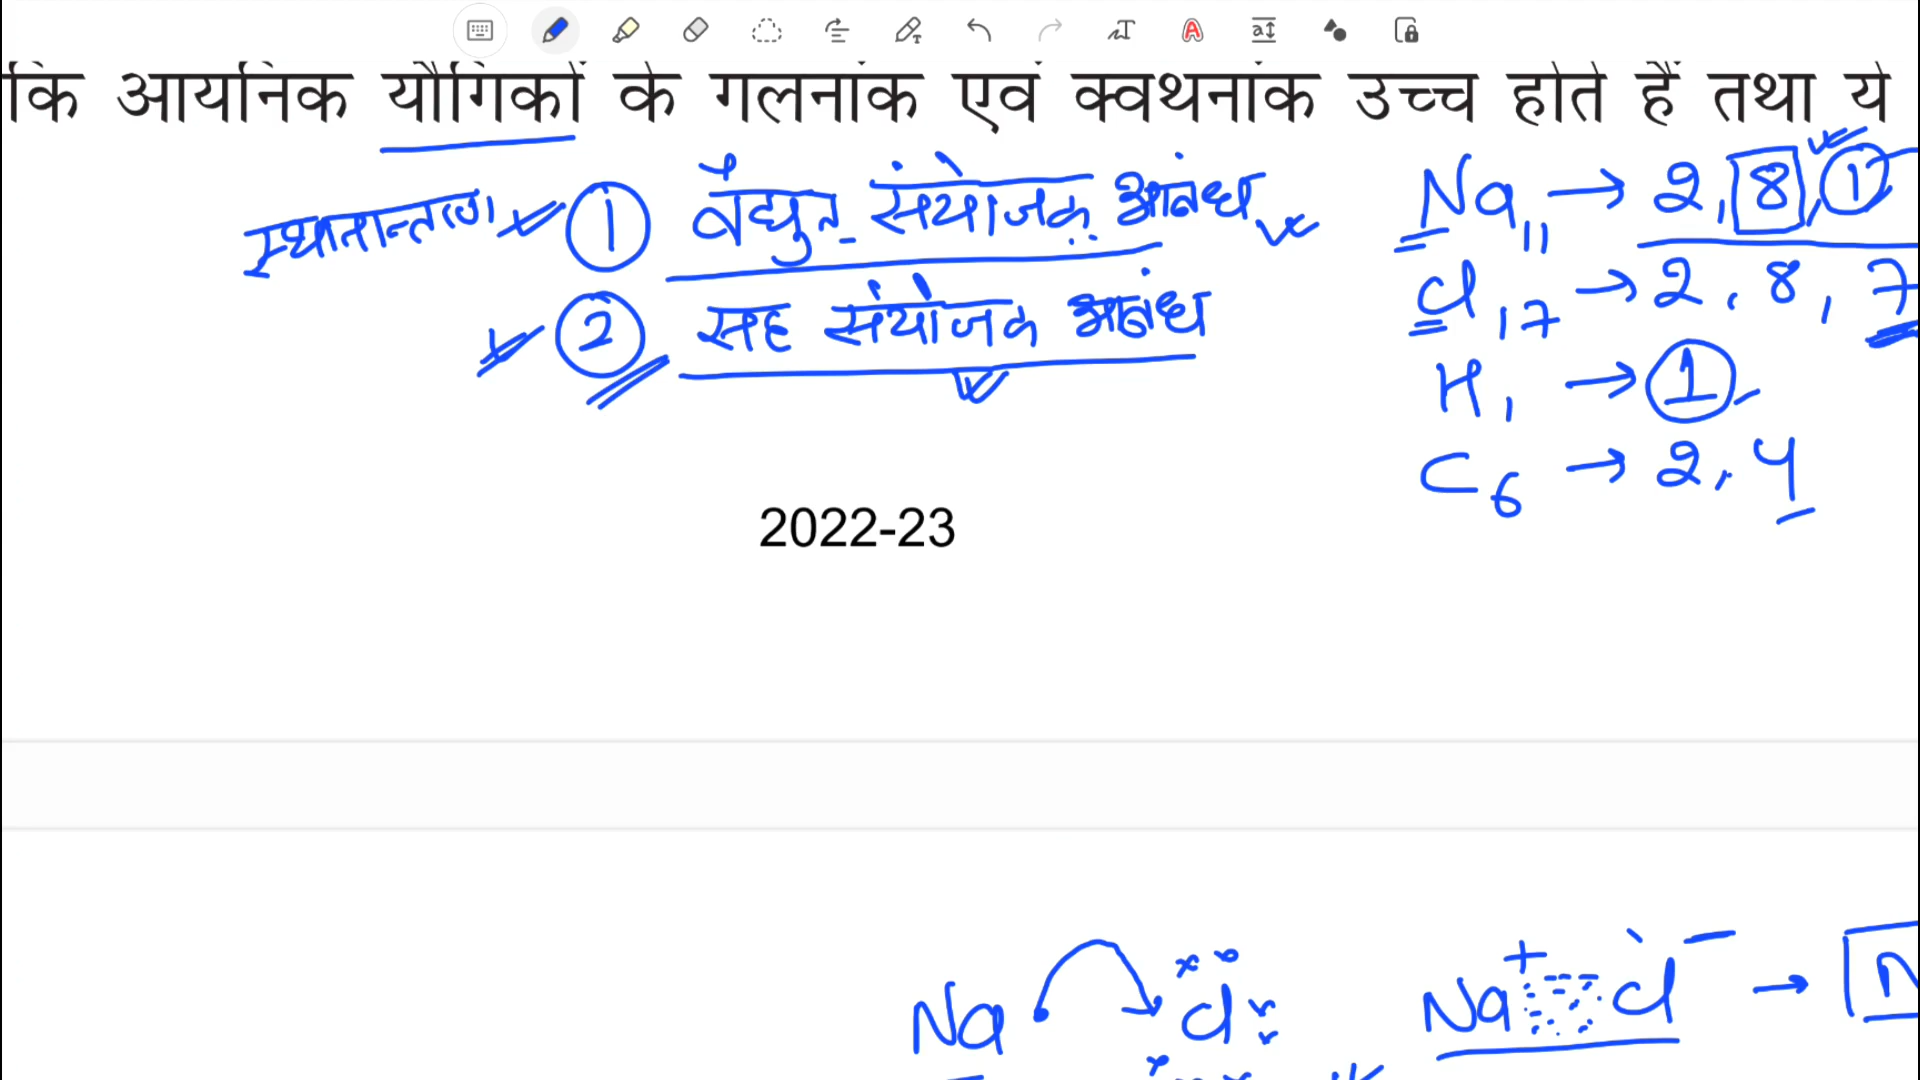 कि आयनिक यौगिकों के गलनांक एवं क्वथनांक उच्च होते हैं तथा ये
स्थानान्तरण ① वैद्युत संयोजक आबंध
② सह संयोजक आबंध
Na₁₁ → 2, 8, 1
Cl₁₇ → 2, 8, 7
H₁ → 1
C₆ → 2, 4
2022-23
Na Cl
Na⁺ Cl⁻ → N